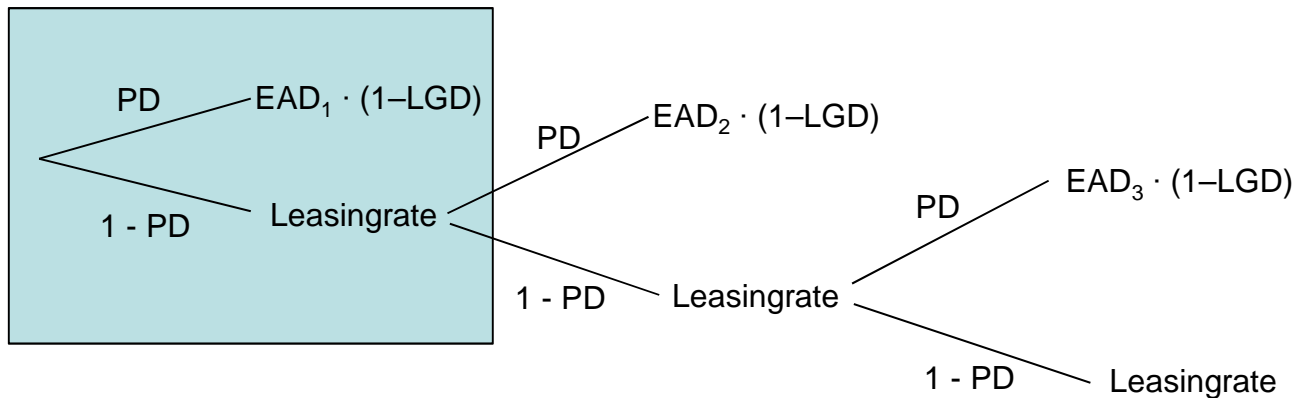 PD
EAD₁ · (1–LGD)
1 - PD
Leasingrate
PD
EAD₂ · (1–LGD)
1 - PD
Leasingrate
PD
EAD₃ · (1–LGD)
1 - PD
Leasingrate